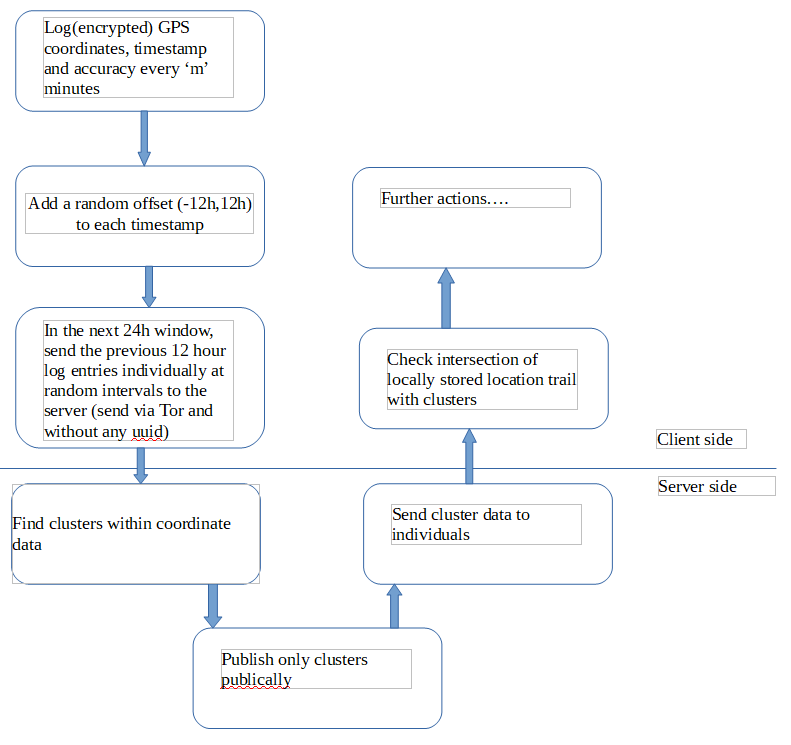 Log(encrypted) GPS
coordinates, timestamp
and accuracy every ‘m’
minutes
Add a random offset (-12h,12h)
to each timestamp
In the next 24h window,
send the previous 12 hour
log entries individually at
random intervals to the
server (send via Tor and
without any uuid)
Find clusters within coordinate
data
Publish only clusters
publically
Send cluster data to
individuals
Check intersection of
locally stored location trail
with clusters
Further actions….
Client side
Server side